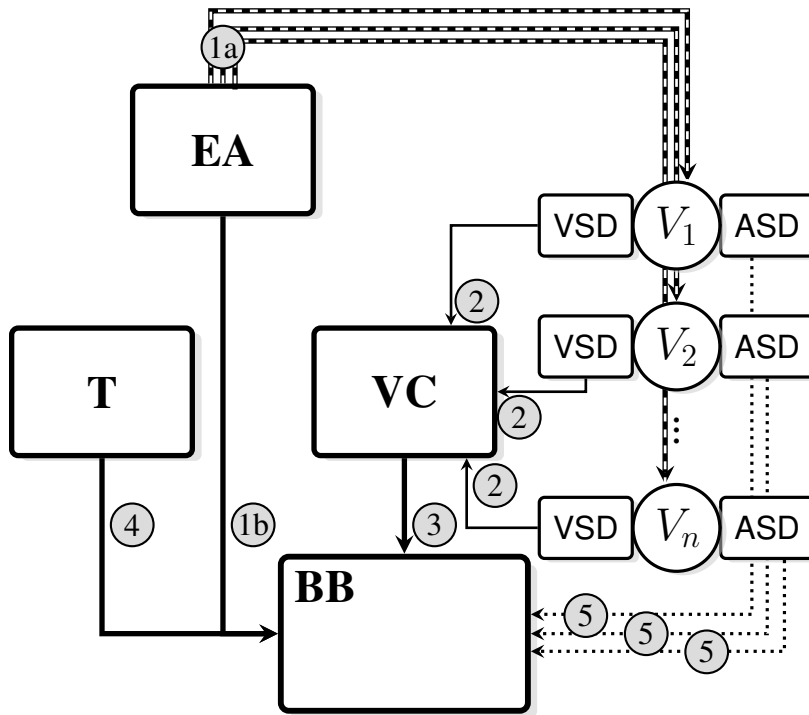 1a
EA
VSD V₁ ASD
2
T
VC
VSD V₂ ASD
2
⋮
2
4
1b
3
VSD Vₙ ASD
BB
5
5
5